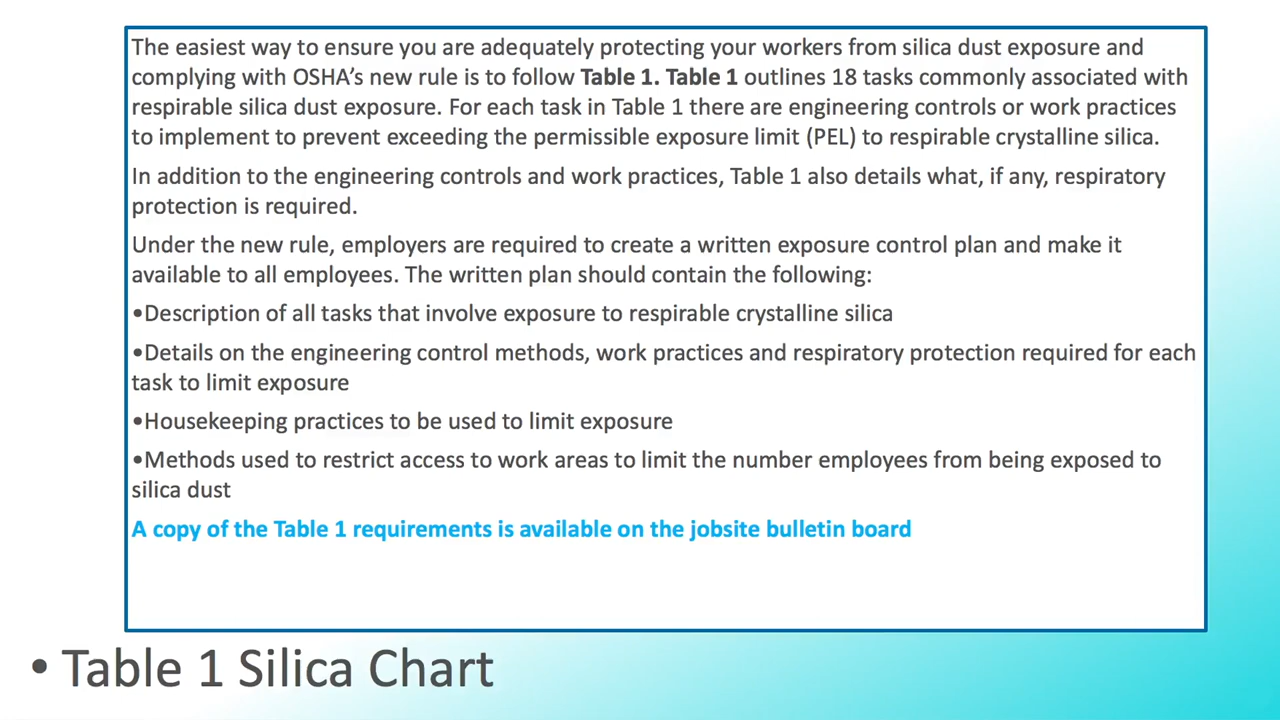 The easiest way to ensure you are adequately protecting your workers from silica dust exposure and
complying with OSHA's new rule is to follow Table 1. Table 1 outlines 18 tasks commonly associated with
respirable silica dust exposure. For each task in Table 1 there are engineering controls or work practices
to implement to prevent exceeding the permissible exposure limit (PEL) to respirable crystalline silica.
In addition to the engineering controls and work practices, Table 1 also details what, if any, respiratory
protection is required.
Under the new rule, employers are required to create a written exposure control plan and make it
available to all employees. The written plan should contain the following:
•Description of all tasks that involve exposure to respirable crystalline silica
•Details on the engineering control methods, work practices and respiratory protection required for each
task to limit exposure
•Housekeeping practices to be used to limit exposure
•Methods used to restrict access to work areas to limit the number employees from being exposed to
silica dust
A copy of the Table 1 requirements is available on the jobsite bulletin board
• Table 1 Silica Chart